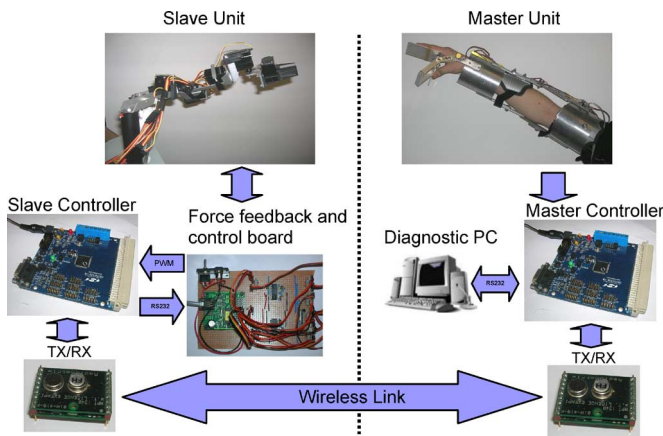 Slave Unit
Master Unit
Slave Controller
Force feedback and
control board
PWM
RS232
TX/RX
Diagnostic PC
RS232
Master Controller
TX/RX
Wireless Link